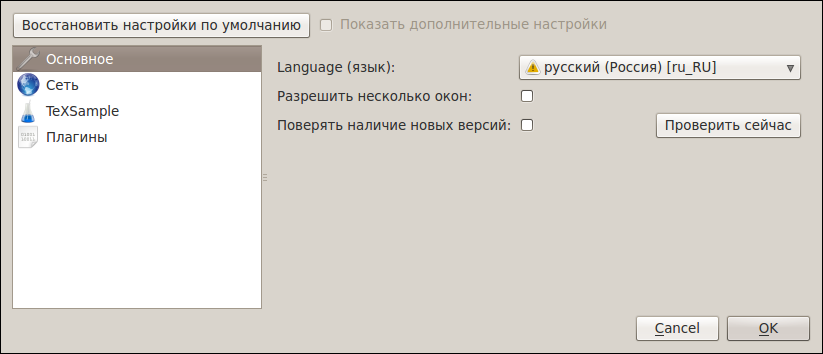 Восстановить настройки по умолчанию
Показать дополнительные настройки
Основное
Сеть
TeXSample
Плагины
Language (язык):
русский (Россия) [ru_RU]
Разрешить несколько окон:
Поверять наличие новых версий:
Проверить сейчас
Cancel
OK